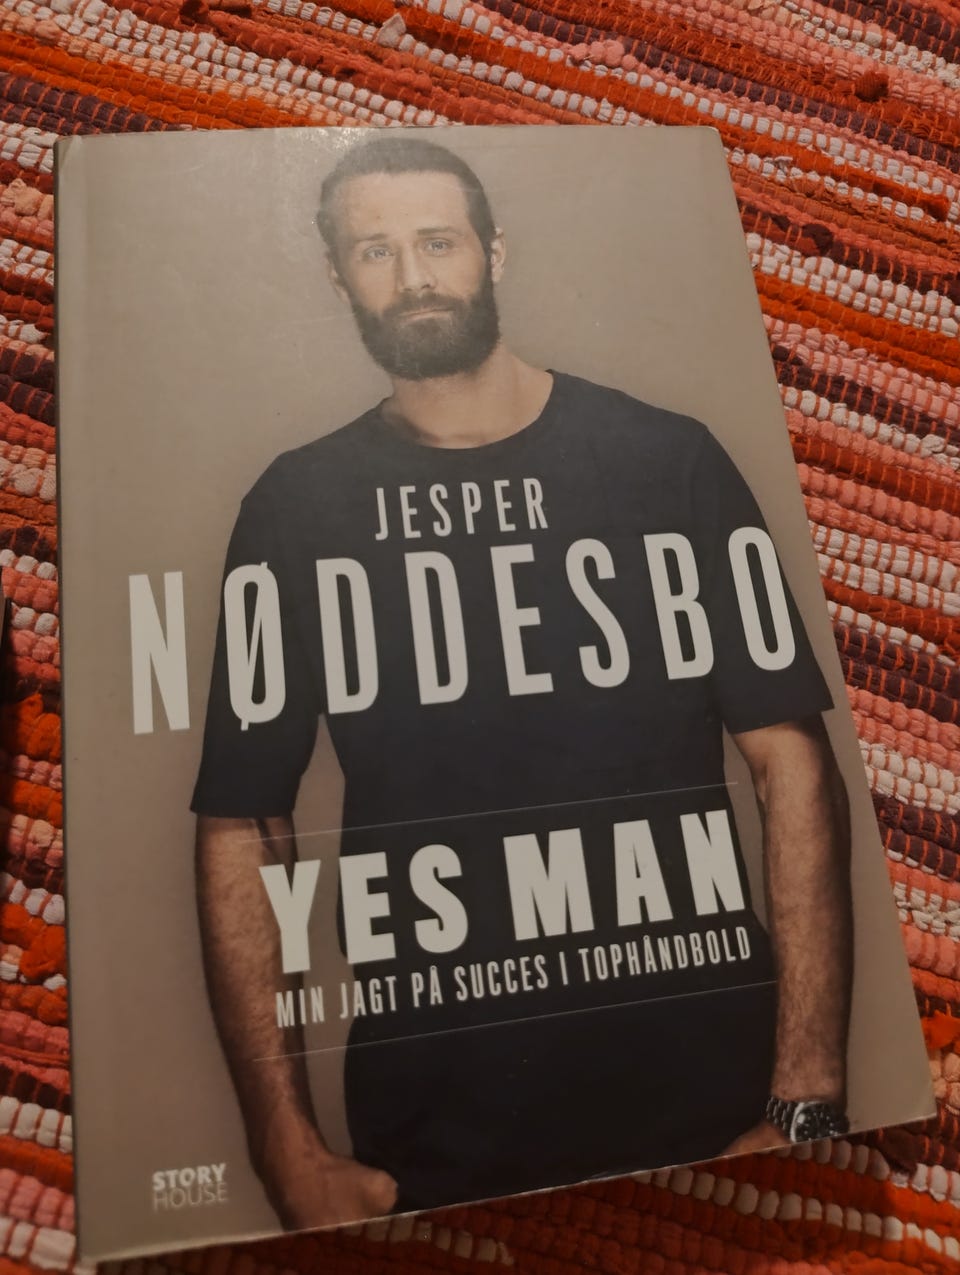 JESPER
NØDDESBO
YES MAN
MIN JAGT PÅ SUCCES I TOPHÅNDBOLD
STORY
HOUSE